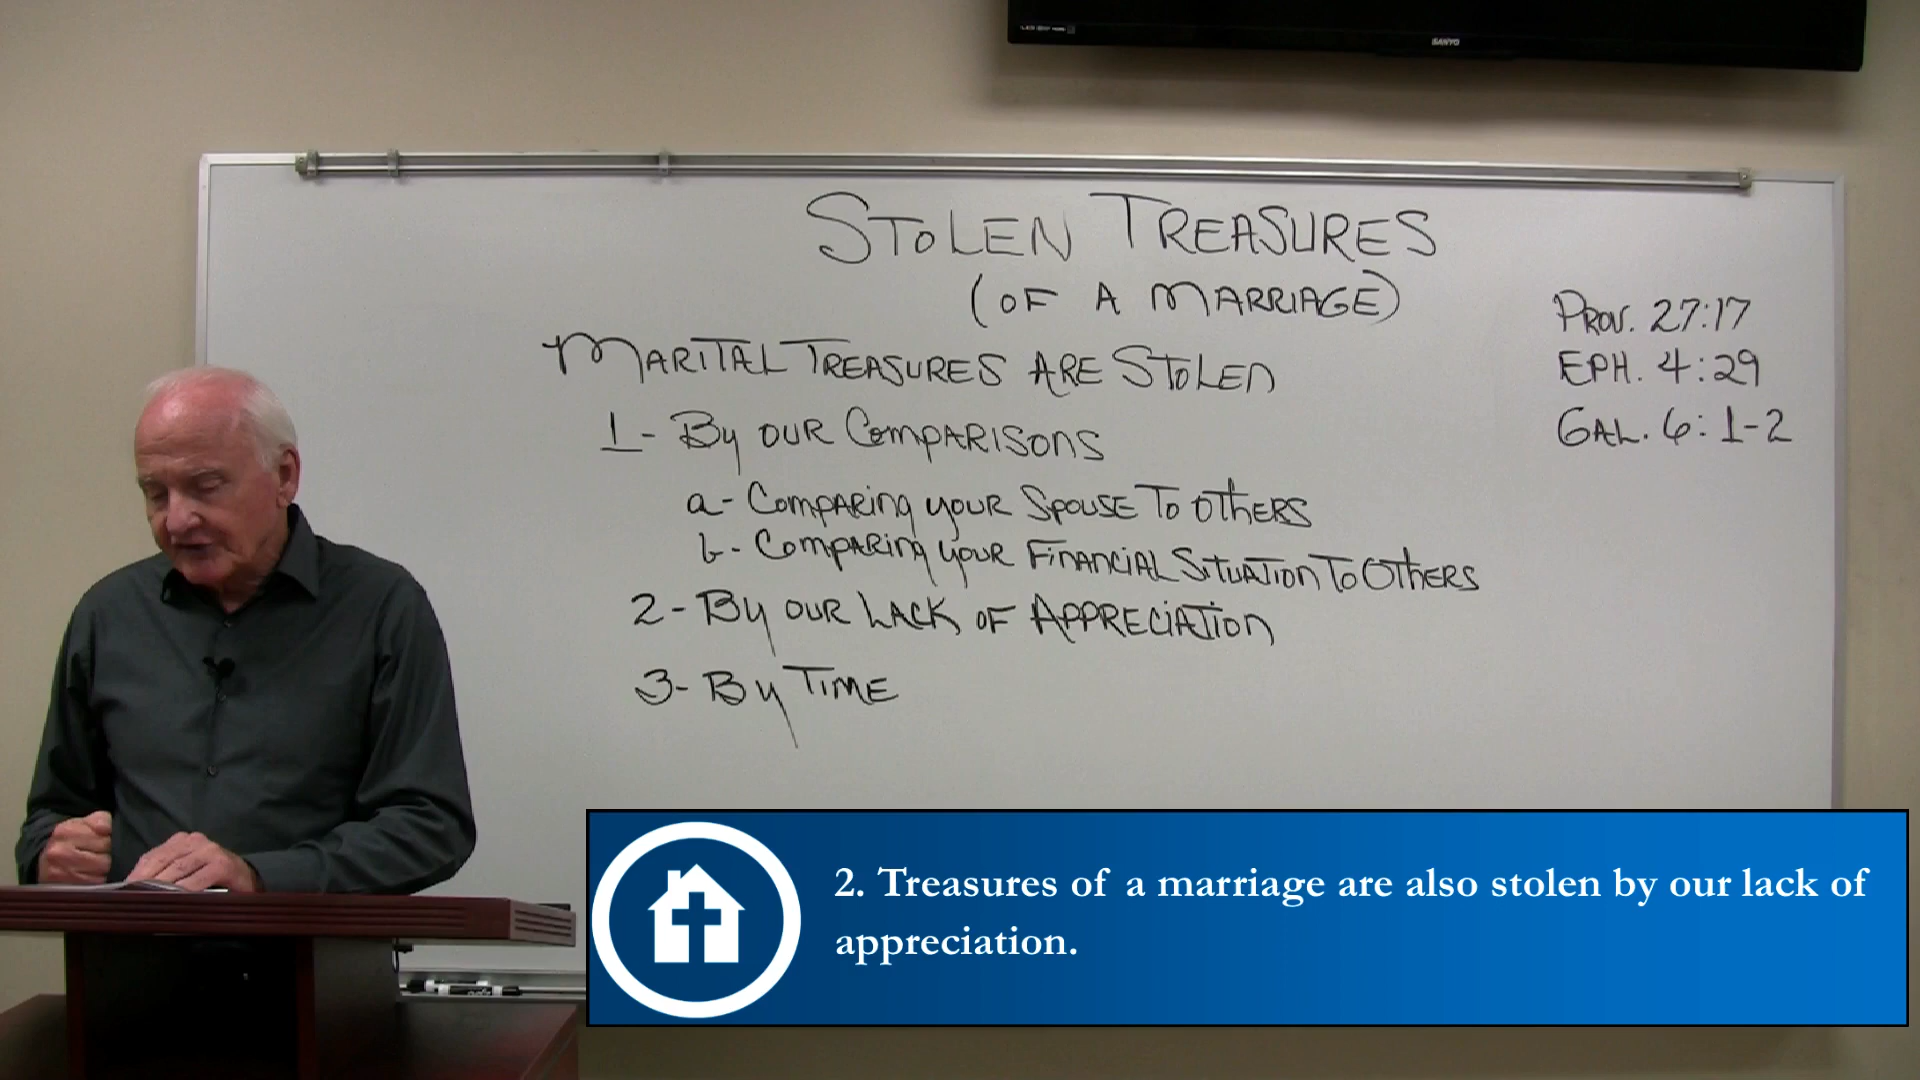 SANYO
STOLEN TREASURES
(OF A MARRIAGE)
MARITAL TREASURES ARE STOLEN
1- By OUR COMPARISONS
a- COMPARing yOUR SPOUSE TO OThERS
b- COMPARing yOUR FinANCiAL SiTUATiOn TO OThERS
2- By OUR LACK OF APPRECiATiOn
3- By TiME
PROV. 27:17
EPH. 4:29
GAL. 6:1-2
2. Treasures of a marriage are also stolen by our lack of
appreciation.